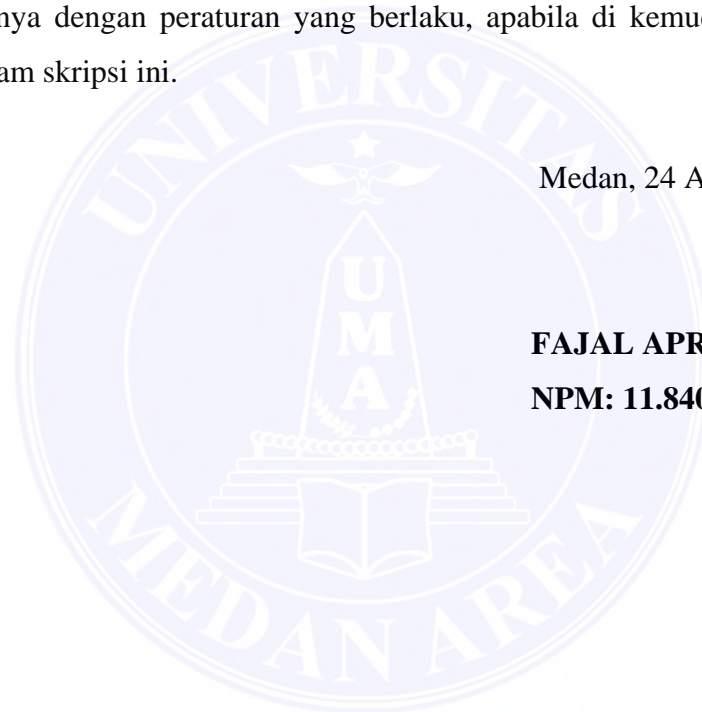 nya dengan peraturan yang berlaku, apabila di kemu
am skripsi ini.
Medan, 24 A
FAJAL APR
NPM: 11.840
UNIVERSITAS
UMA
MEDAN AREA